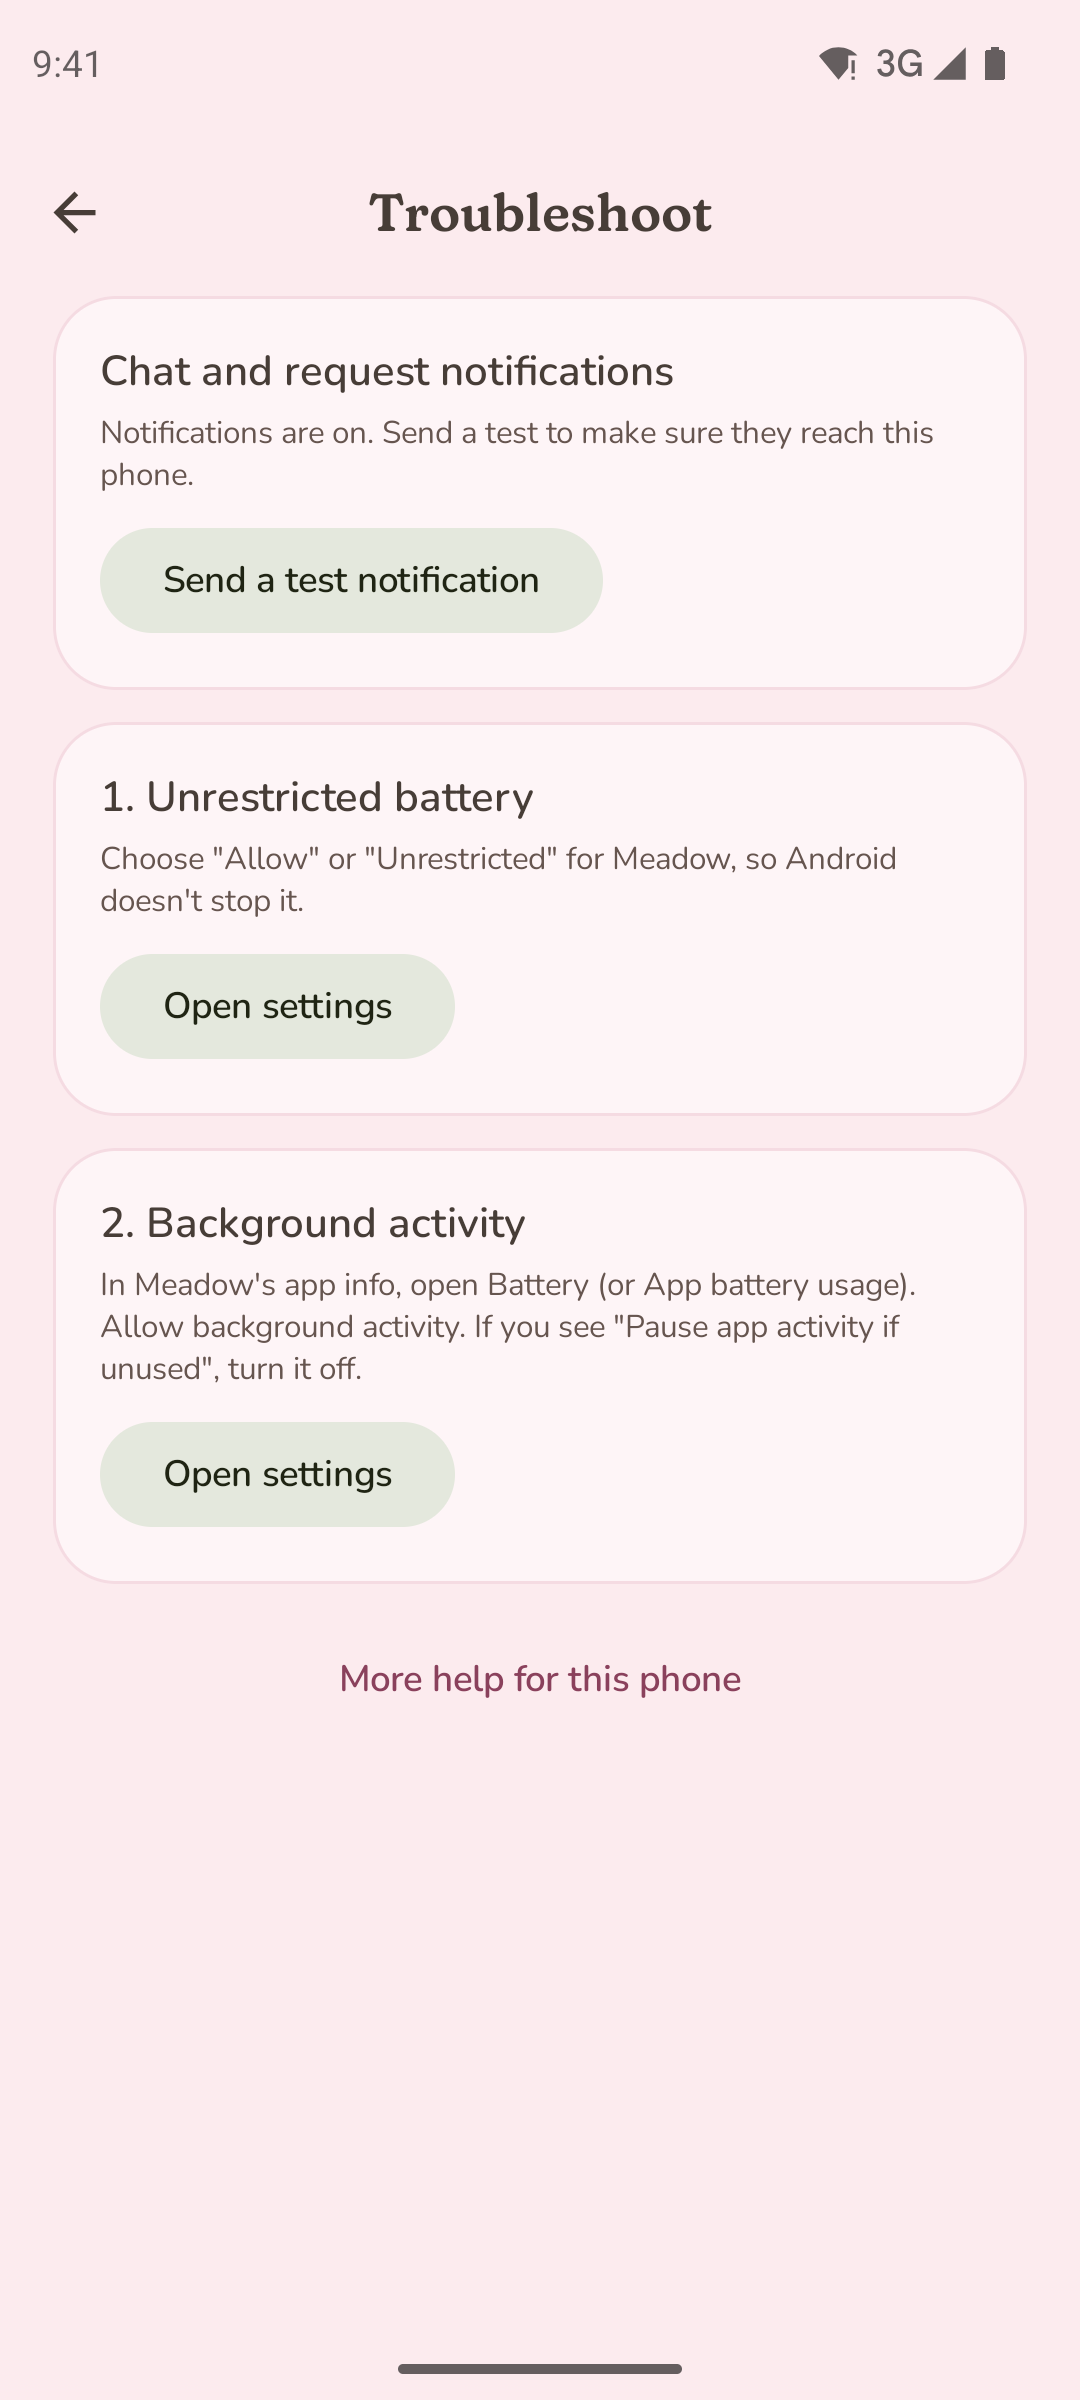 9:41
3G
Troubleshoot
Chat and request notifications
Notifications are on. Send a test to make sure they reach this
phone.
Send a test notification
1. Unrestricted battery
Choose "Allow" or "Unrestricted" for Meadow, so Android
doesn't stop it.
Open settings
2. Background activity
In Meadow's app info, open Battery (or App battery usage).
Allow background activity. If you see "Pause app activity if
unused", turn it off.
Open settings
More help for this phone